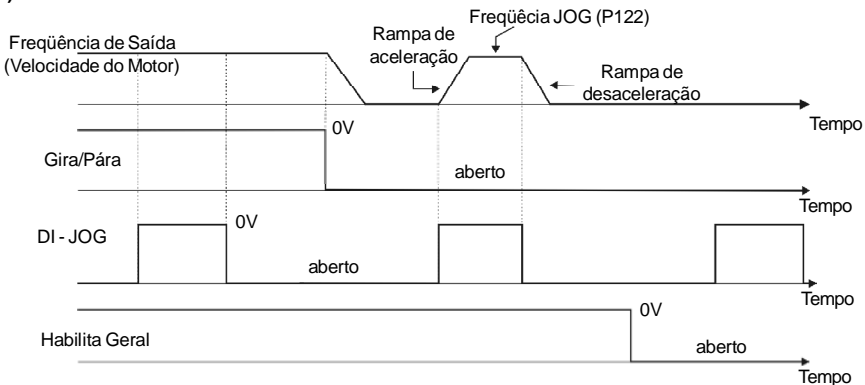 )
Freqüêcia JOG (P122)
Rampa de
aceleração
Freqüência de Saída
(Velocidade do Motor)
Rampa de
desaceleração
Tempo
0V
Gira/Pára
aberto
Tempo
0V
DI - JOG
aberto
Tempo
0V
Habilita Geral
aberto
Tempo